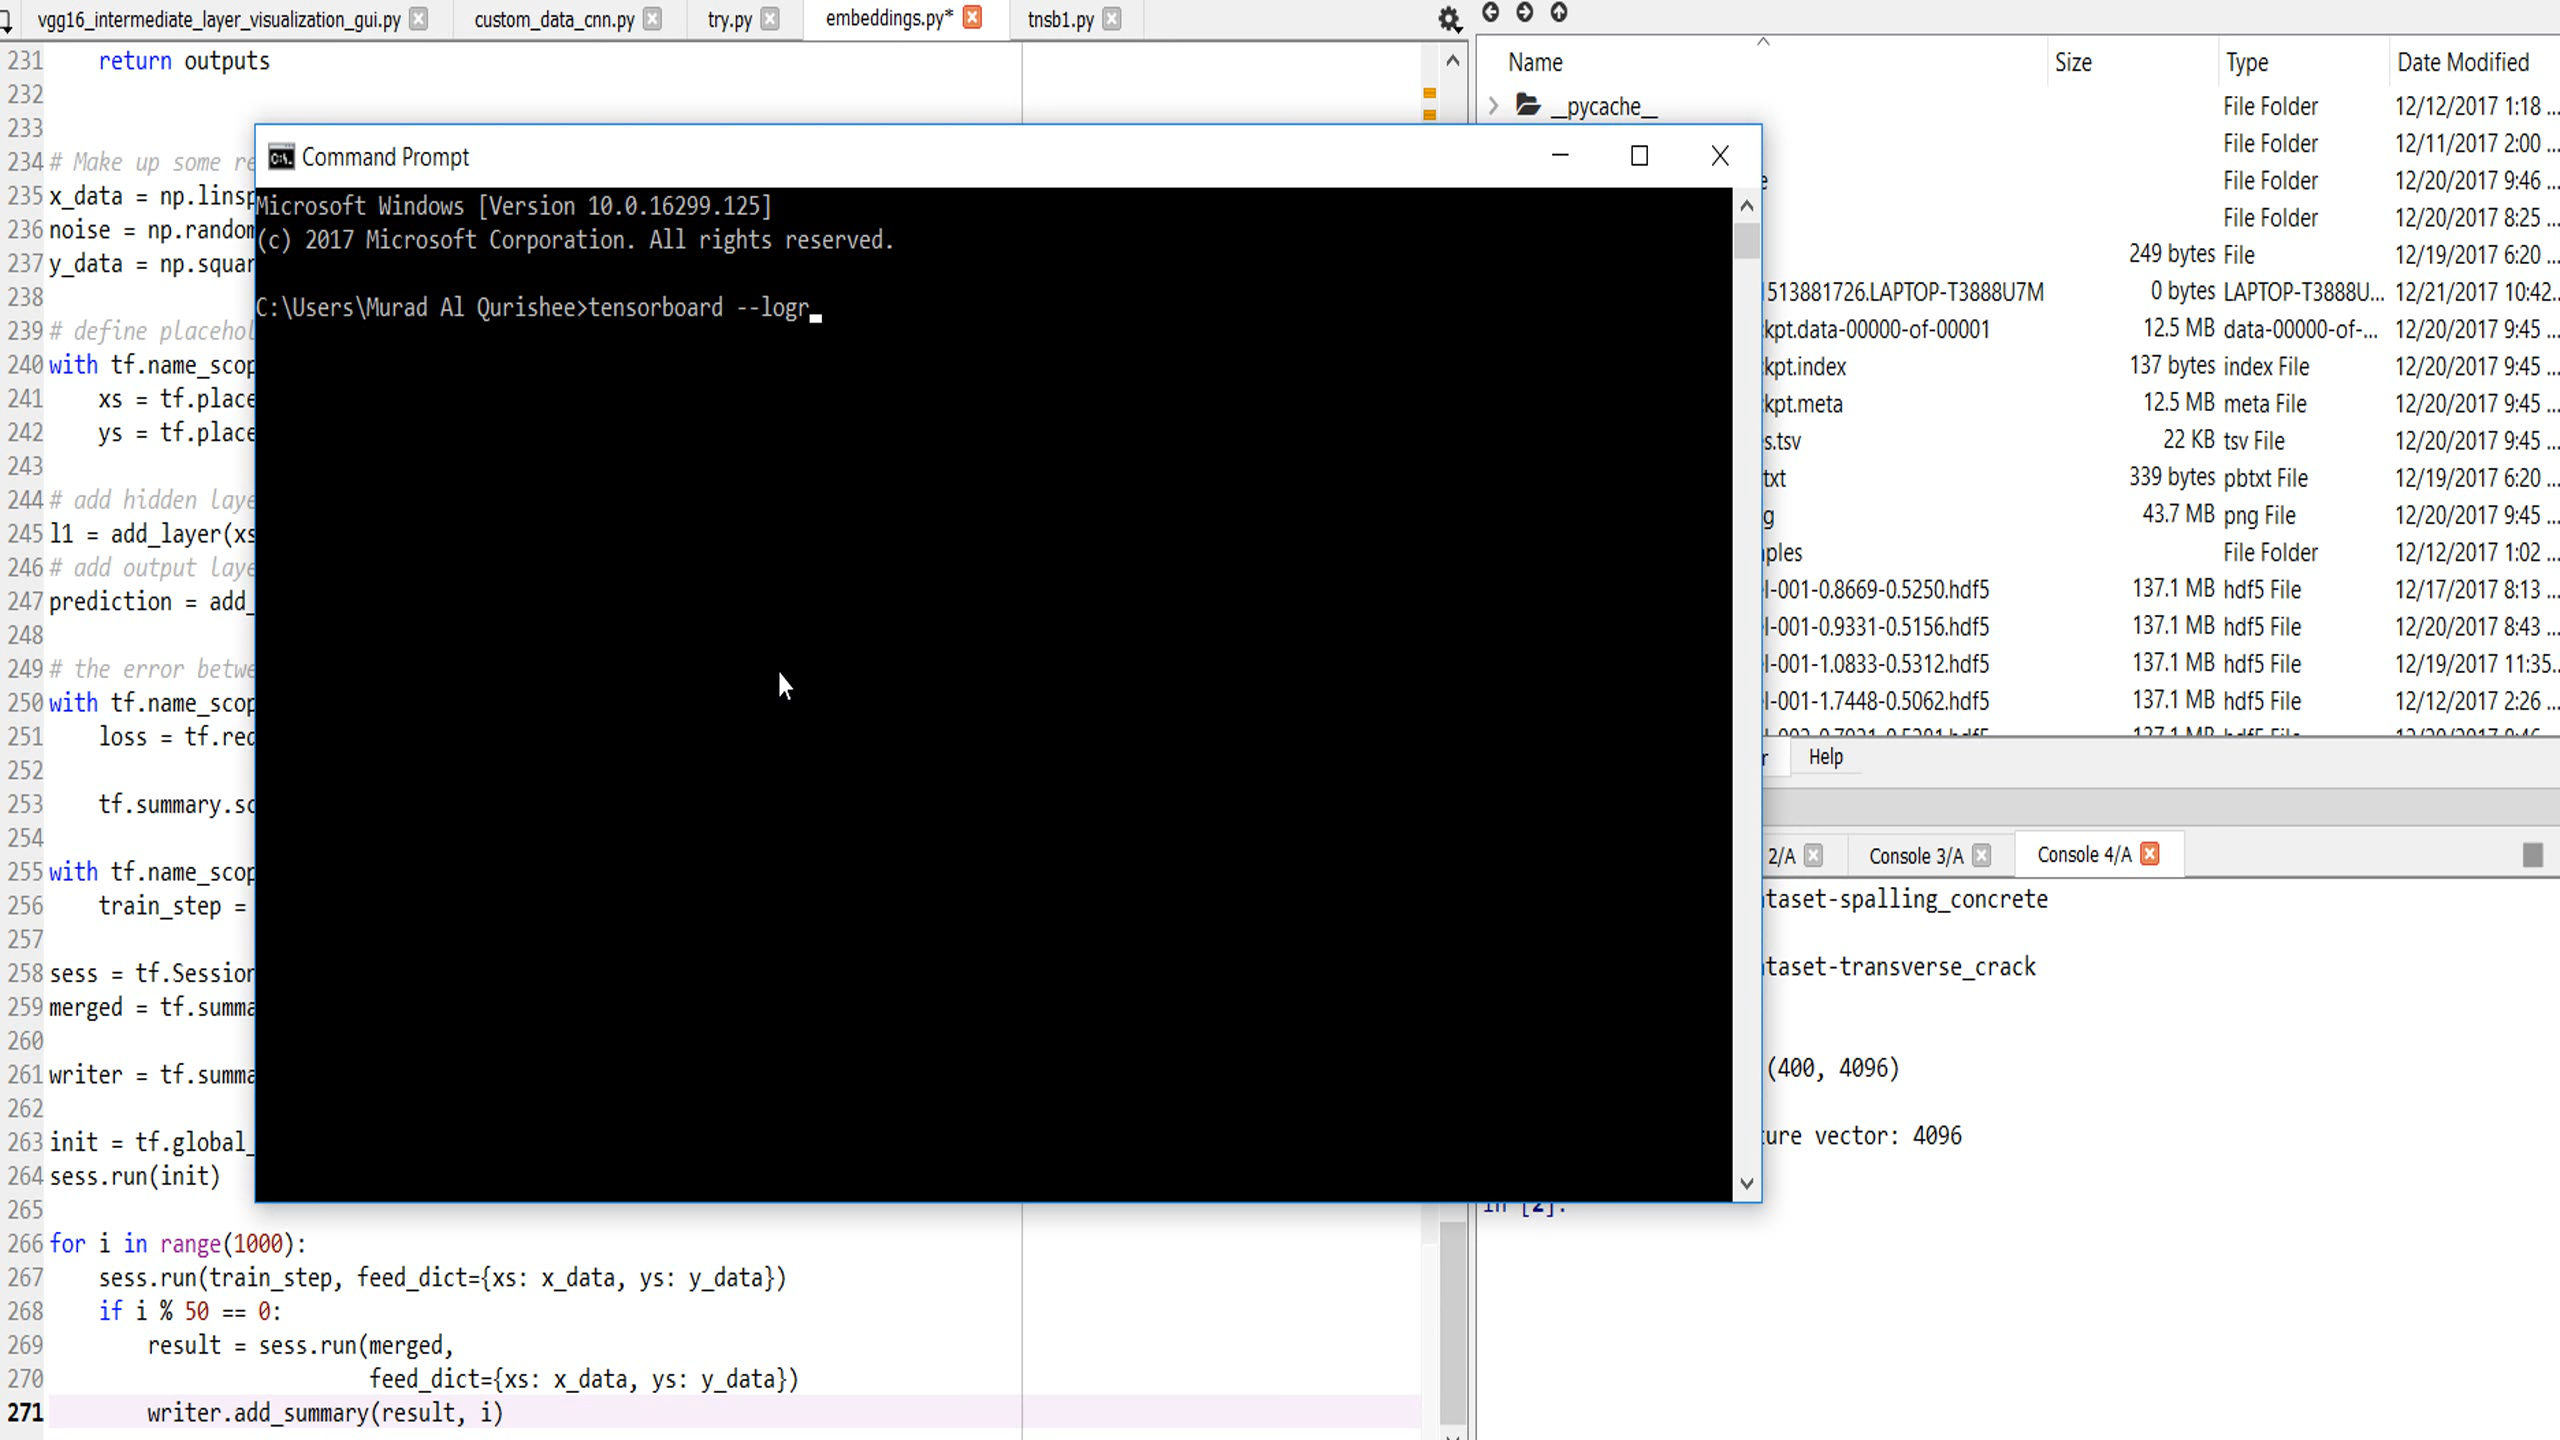 vgg16_intermediate_layer_visualization_gui.py
custom_data_cnn.py
try.py
embeddings.py*
tnsb1.py
231 return outputs
232
233
234 # Make up some re
235 x_data = np.linsp
236 noise = np.random
237 y_data = np.squar
238
239 # define placehol
240 with tf.name_scop
241 xs = tf.place
242 ys = tf.place
243
244 # add hidden laye
245 l1 = add_layer(xs
246 # add output laye
247 prediction = add_
248
249 # the error betwe
250 with tf.name_scop
251 loss = tf.red
252
253 tf.summary.sc
254
255 with tf.name_scop
256 train_step =
257
258 sess = tf.Session
259 merged = tf.summa
260
261 writer = tf.summa
262
263 init = tf.global_
264 sess.run(init)
265
266 for i in range(1000):
267 sess.run(train_step, feed_dict={xs: x_data, ys: y_data})
268 if i % 50 == 0:
269 result = sess.run(merged,
270 feed_dict={xs: x_data, ys: y_data})
271 writer.add_summary(result, i)
Command Prompt
Microsoft Windows [Version 10.0.16299.125]
(c) 2017 Microsoft Corporation. All rights reserved.
C:\Users\Murad Al Qurishee>tensorboard --logr
Name Size Type Date Modified
__pycache__ File Folder 12/12/2017 1:18 ...
File Folder 12/11/2017 2:00 ...
e File Folder 12/20/2017 9:46 ...
File Folder 12/20/2017 8:25 ...
249 bytes File 12/19/2017 6:20 ...
1513881726.LAPTOP-T3888U7M 0 bytes LAPTOP-T3888U... 12/21/2017 10:42...
kpt.data-00000-of-00001 12.5 MB data-00000-of-... 12/20/2017 9:45 ...
kpt.index 137 bytes index File 12/20/2017 9:45 ...
kpt.meta 12.5 MB meta File 12/20/2017 9:45 ...
s.tsv 22 KB tsv File 12/20/2017 9:45 ...
txt 339 bytes pbtxt File 12/19/2017 6:20 ...
g 43.7 MB png File 12/20/2017 9:45 ...
ples File Folder 12/12/2017 1:02 ...
l-001-0.8669-0.5250.hdf5 137.1 MB hdf5 File 12/17/2017 8:13 ...
l-001-0.9331-0.5156.hdf5 137.1 MB hdf5 File 12/20/2017 8:43 ...
l-001-1.0833-0.5312.hdf5 137.1 MB hdf5 File 12/19/2017 11:35...
l-001-1.7448-0.5062.hdf5 137.1 MB hdf5 File 12/12/2017 2:26 ...
r Help
2/A Console 3/A Console 4/A
taset-spalling_concrete
taset-transverse_crack
(400, 4096)
ture vector: 4096
In [2]: